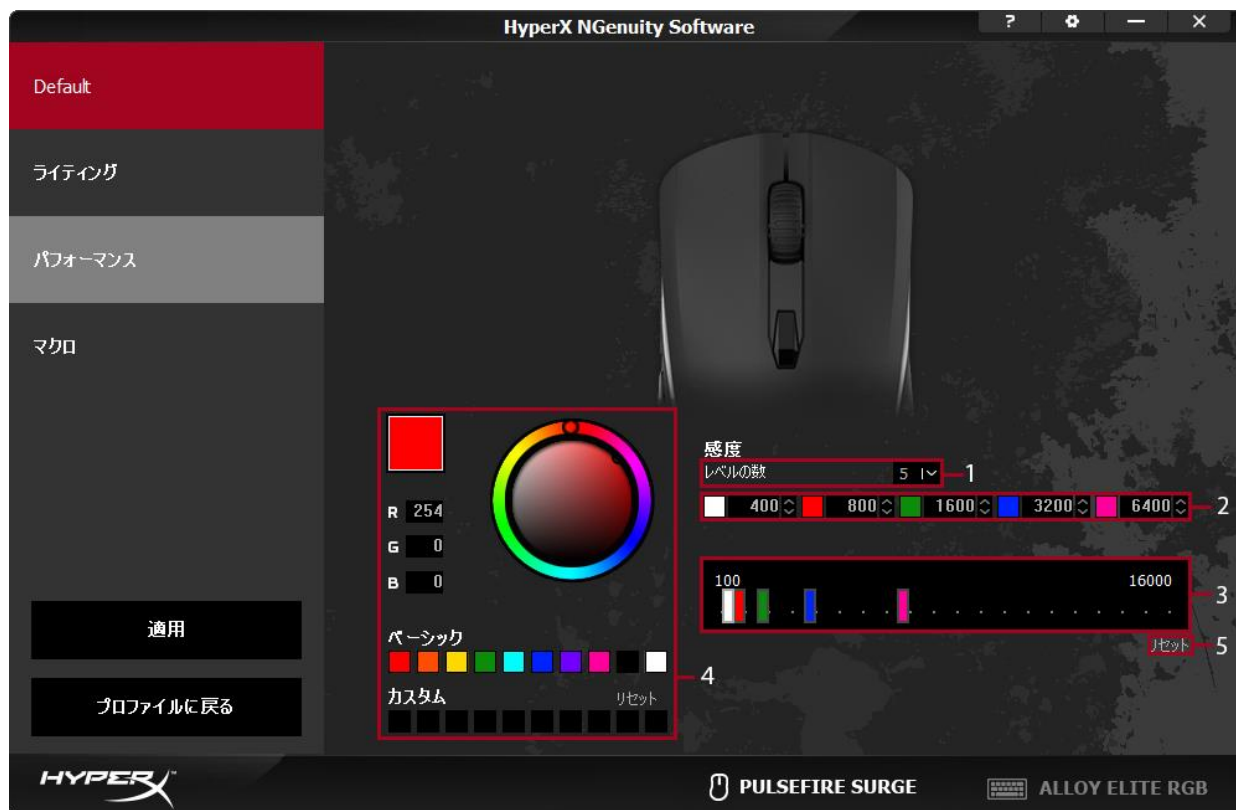 HyperX NGenuity Software
?
Default
ライティング
パフォーマンス
マクロ
適用
プロファイルに戻る
R 254
G 0
B 0
ベーシック
カスタム リセット
4
感度
レベルの数 5 1
400 800 1600 3200 6400 2
100 16000 3
リセット 5
HYPERX™
PULSEFIRE SURGE
ALLOY ELITE RGB